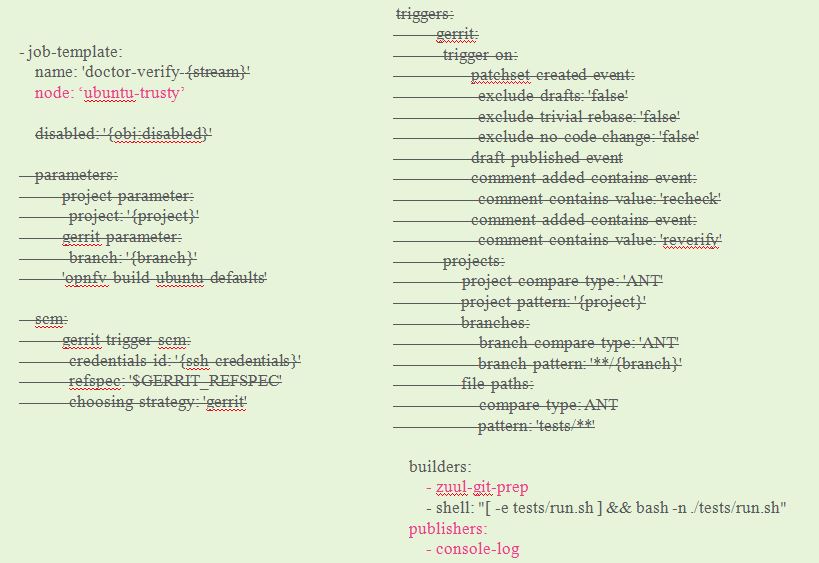 - job-template:
name: 'doctor-verify-{stream}'
node: ‘ubuntu-trusty’
disabled: '{obj:disabled}'
parameters:
project-parameter:
project: '{project}'
gerrit-parameter:
branch: '{branch}'
'opnfv-build-ubuntu-defaults'
scm:
gerrit-trigger-scm:
credentials-id: '{ssh-credentials}'
refspec: '$GERRIT_REFSPEC'
choosing-strategy: 'gerrit'
triggers:
gerrit:
trigger-on:
patchset-created-event:
exclude-drafts: 'false'
exclude-trivial-rebase: 'false'
exclude-no-code-change: 'false'
draft-published-event
comment-added-contains-event:
comment-contains-value: 'recheck'
comment-added-contains-event:
comment-contains-value: 'reverify'
projects:
project-compare-type: 'ANT'
project-pattern: '{project}'
branches:
branch-compare-type: 'ANT'
branch-pattern: '**/{branch}'
file-paths:
compare-type: ANT
pattern: 'tests/**'
builders:
- zuul-git-prep
- shell: "[ -e tests/run.sh ] && bash -n ./tests/run.sh"
publishers:
- console-log